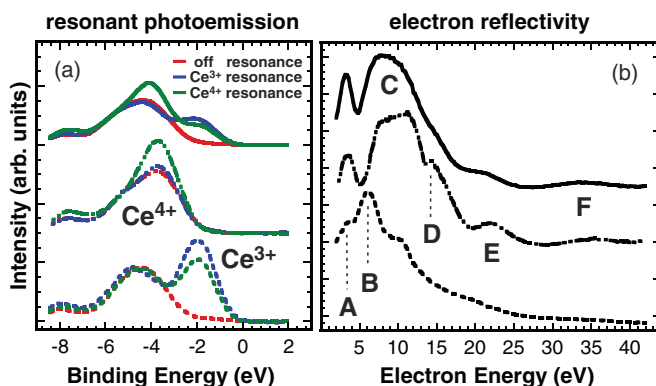 resonant photoemission
electron reflectivity
(a)
off resonance
Ce3+ resonance
Ce4+ resonance
Ce4+
Ce3+
Intensity (arb. units)
-8 -6 -4 -2 0 2
Binding Energy (eV)
(b)
C
F
D
E
B
A
5 10 15 20 25 30 35 40
Electron Energy (eV)